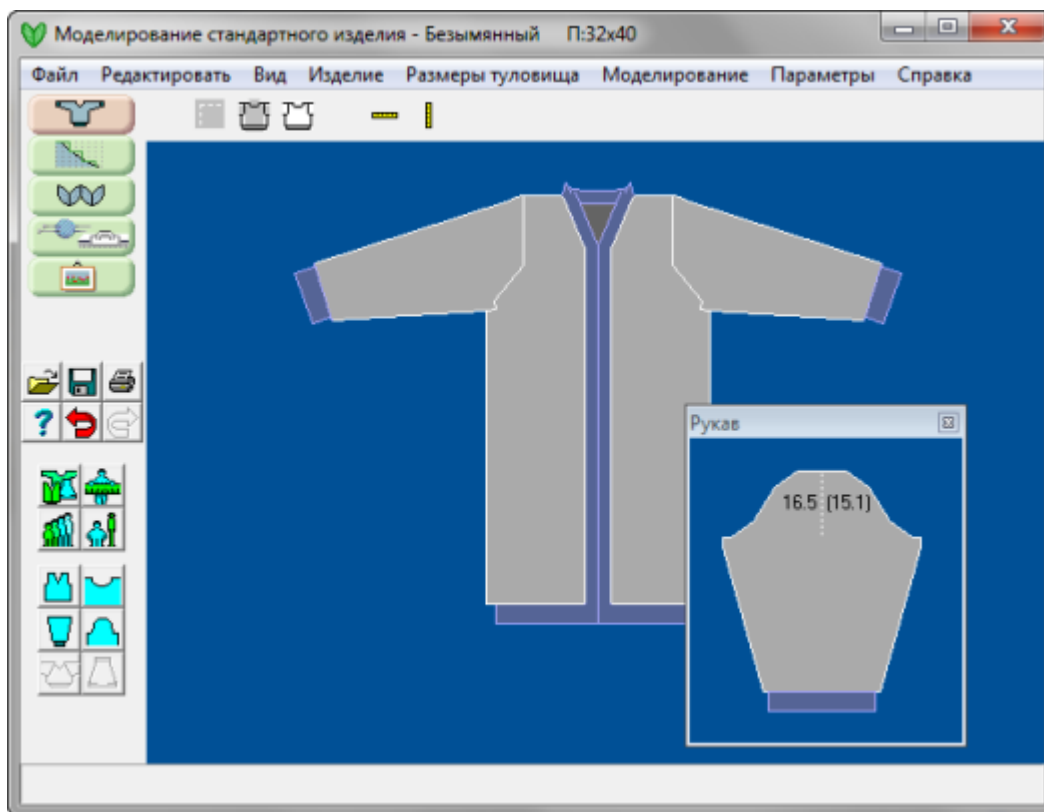 Моделирование стандартного изделия - Безымянный П:32x40
Файл Редактировать Вид Изделие Размеры туловища Моделирование Параметры Справка
Рукав
16.5 (15.1)